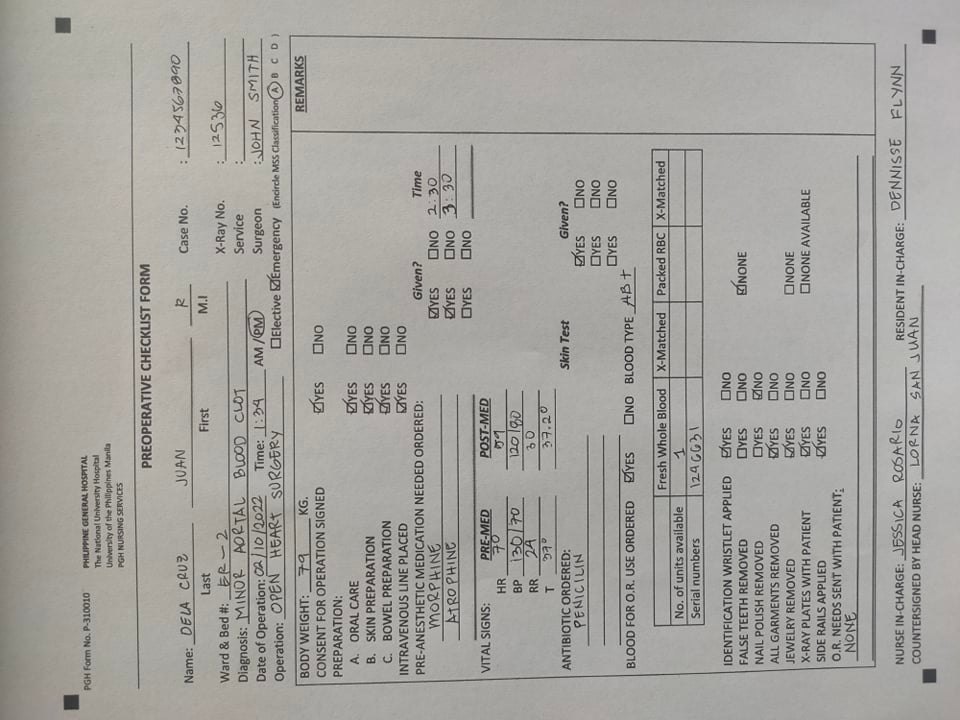 PGH Form No. P-310010
PHILIPPINE GENERAL HOSPITAL
The National University Hospital
University of the Philippines Manila
PGH NURSING SERVICES
PREOPERATIVE CHECKLIST FORM
Name: DELA CRUZ JUAN R Case No. : 1234567890
Last First M.I
Ward & Bed #: ER-2 X-Ray No. : 12536
Diagnosis: MINOR AORTAL BLOOD CLOT Service :
Date of Operation: 02/10/2022 Time: 1:34 AM /PM Surgeon : JOHN SMITH
Operation: OPEN HEART SURGERY ☐Elective ☑Emergency (Encircle MSS Classification A B C D )
BODY WEIGHT: 79 KG. REMARKS
CONSENT FOR OPERATION SIGNED ☑YES ☐NO
PREPARATION:
A. ORAL CARE ☑YES ☐NO
B. SKIN PREPARATION ☑YES ☐NO
C. BOWEL PREPARATION ☑YES ☐NO
INTRAVENOUS LINE PLACED ☑YES ☐NO
PRE-ANESTHETIC MEDICATION NEEDED ORDERED: Given? Time
MORPHINE ☑YES ☐NO 2:30
ATROPHINE ☑YES ☐NO 3:30
☐YES ☐NO
VITAL SIGNS: PRE-MED POST-MED
HR 70 89
BP 130/70 120/80
RR 24 30
T 37° 37.2°
ANTIBIOTIC ORDERED: Skin Test Given?
PENICILIN ☑YES ☐NO
☐YES ☐NO
☐YES ☐NO
BLOOD FOR O.R. USE ORDERED ☑YES ☐NO BLOOD TYPE AB+
Fresh Whole Blood X-Matched Packed RBC X-Matched
No. of units available 1
Serial numbers 1296631
IDENTIFICATION WRISTLET APPLIED ☑YES ☐NO
FALSE TEETH REMOVED ☐YES ☐NO ☑NONE
NAIL POLISH REMOVED ☐YES ☑NO
ALL GARMENTS REMOVED ☑YES ☐NO
JEWELRY REMOVED ☑YES ☐NO ☐NONE
X-RAY PLATES WITH PATIENT ☑YES ☐NO ☐NONE AVAILABLE
SIDE RAILS APPLIED ☑YES ☐NO
O.R. NEEDS SENT WITH PATIENT:
NONE
NURSE IN-CHARGE: JESSICA ROSARIO RESIDENT IN-CHARGE: DENNISSE FLYNN
COUNTERSIGNED BY HEAD NURSE: LORNA SAN JUAN